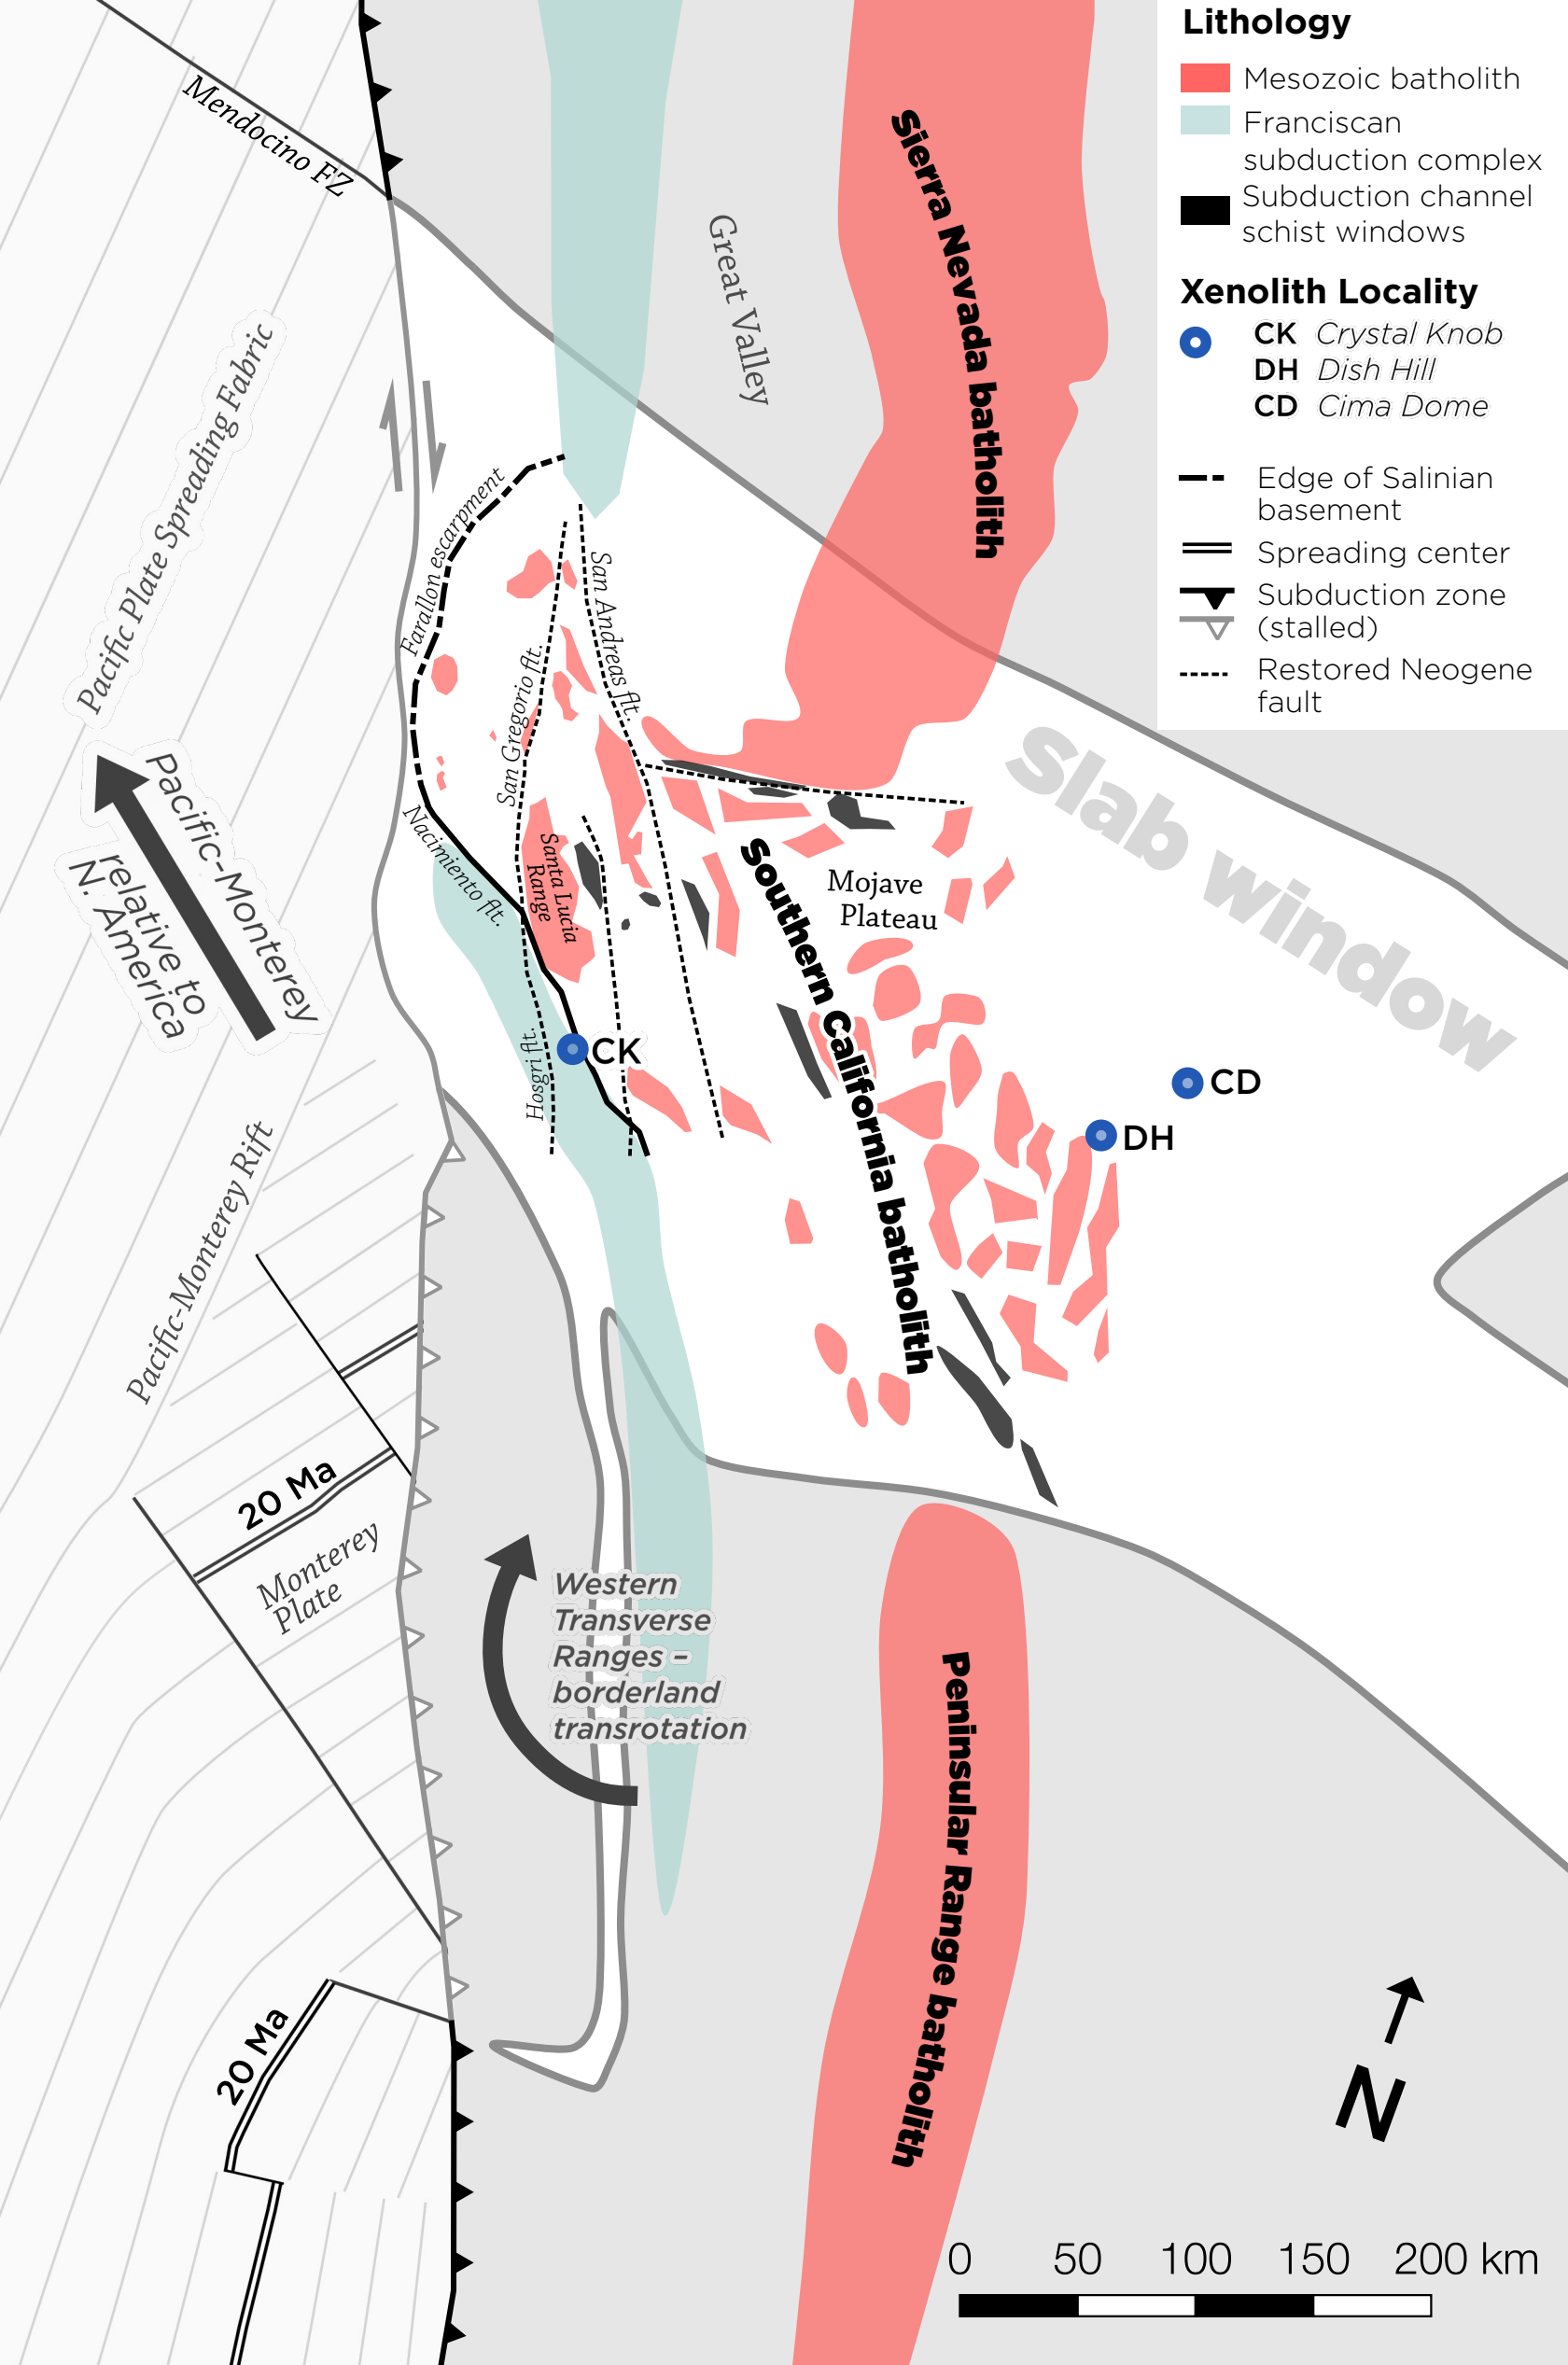 Lithology
Mesozoic batholith
Franciscan
subduction complex
Subduction channel
schist windows
Xenolith Locality
CK Crystal Knob
DH Dish Hill
CD Cima Dome
Edge of Salinian
basement
Spreading center
Subduction zone
(stalled)
Restored Neogene
fault
Mendocino FZ
Great Valley
Sierra Nevada batholith
Pacific Plate Spreading Fabric
Farallon escarpment
San Andreas flt.
San Gregorio flt.
Slab window
Pacific-Monterey
relative to
N. America
Nacimiento flt.
Santa Lucia
Range
Mojave
Plateau
Southern California batholith
Hosgri flt.
CK
CD
DH
Pacific-Monterey Rift
20 Ma
Monterey
Plate
Western
Transverse
Ranges –
borderland
transrotation
Peninsular Range batholith
20 Ma
N
0 50 100 150 200 km